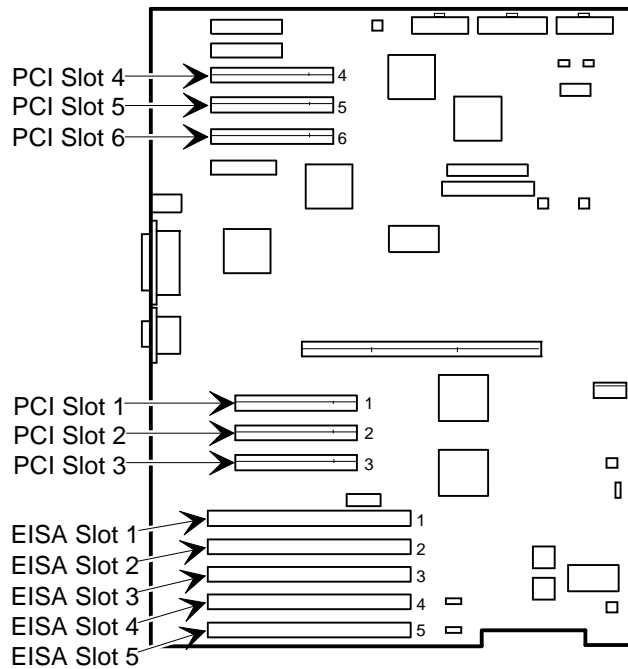 PCI Slot 4 4
PCI Slot 5 5
PCI Slot 6 6
PCI Slot 1 1
PCI Slot 2 2
PCI Slot 3 3
EISA Slot 1 1
EISA Slot 2 2
EISA Slot 3 3
EISA Slot 4 4
EISA Slot 5 5